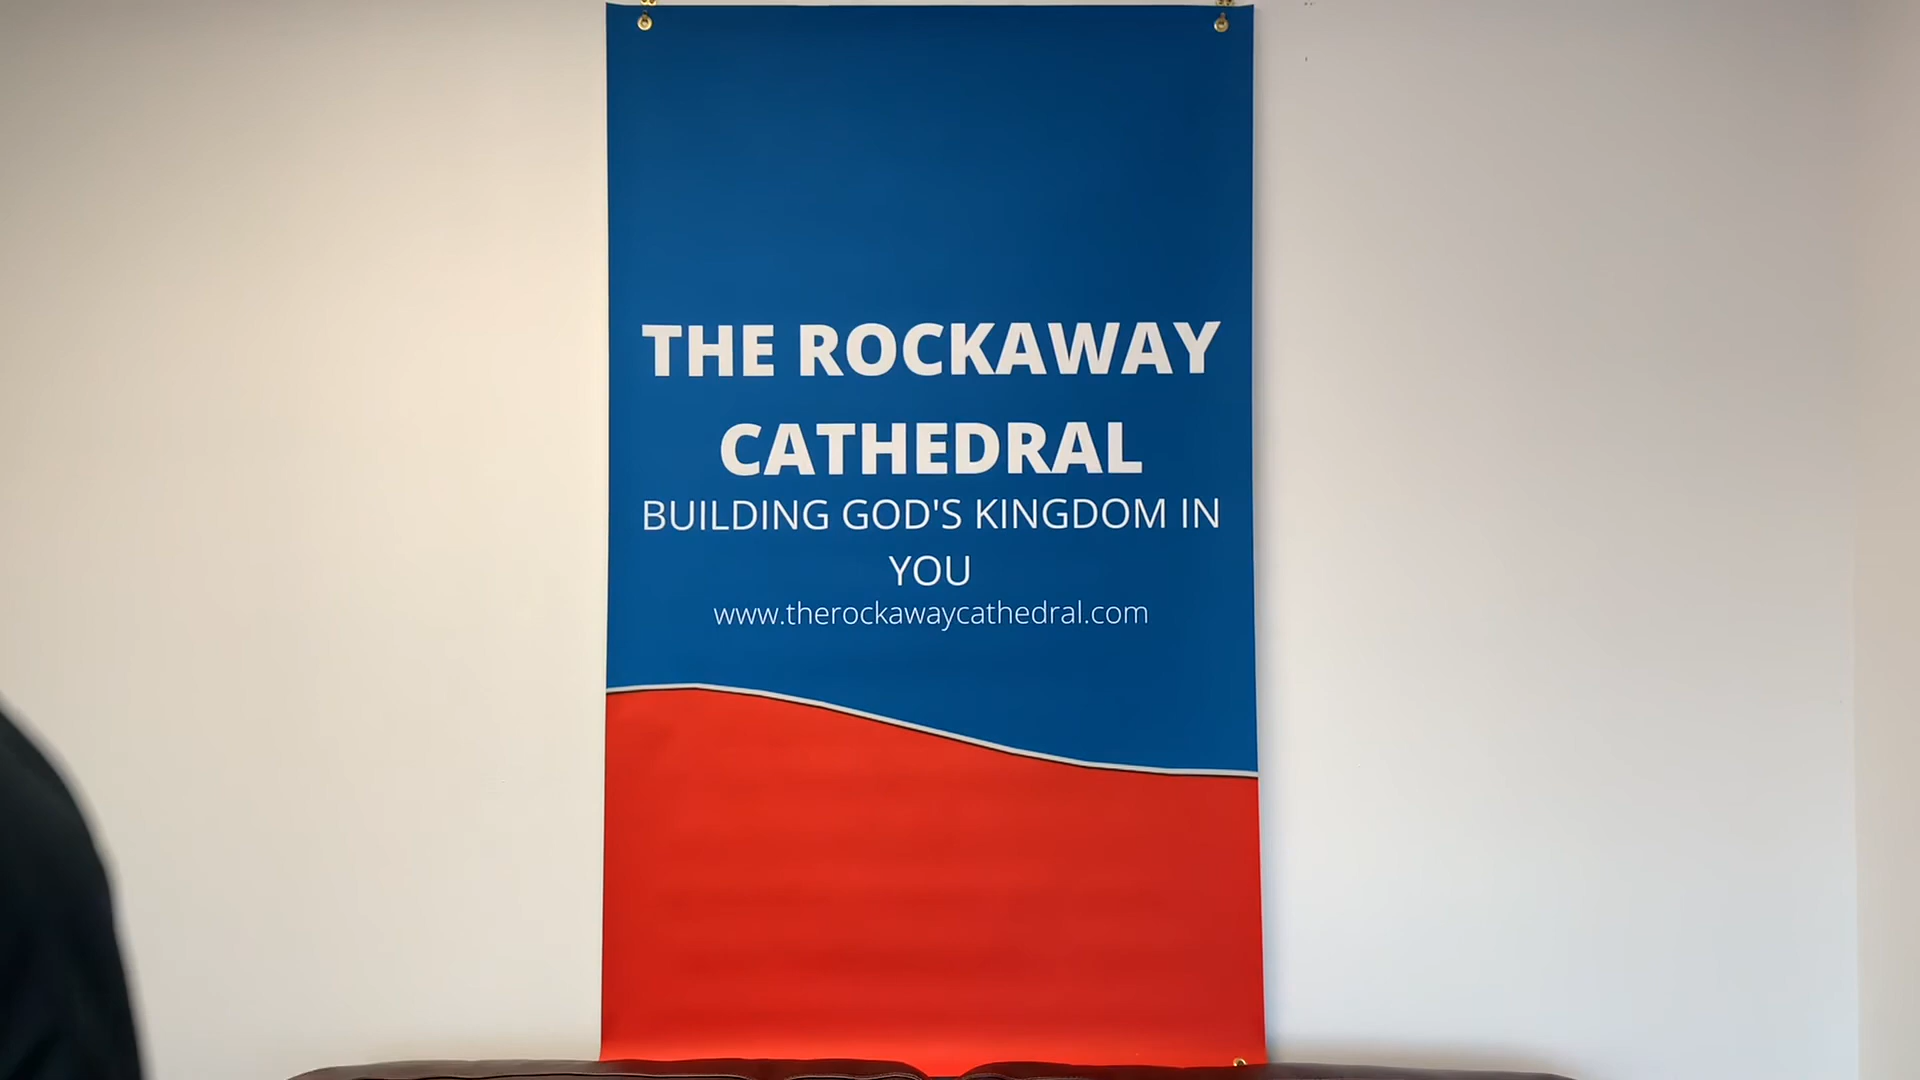 THE ROCKAWAY
CATHEDRAL
BUILDING GOD'S KINGDOM IN
YOU
www.therockawaycathedral.com